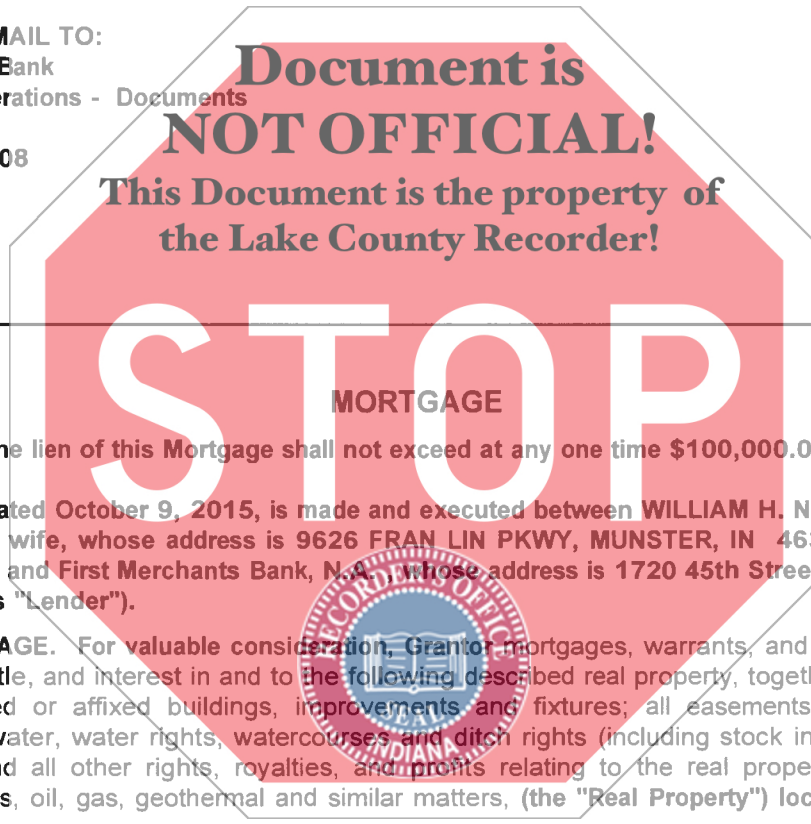 MAIL TO:
Bank
erations - Documents
08
Document is
NOT OFFICIAL!
This Document is the property of
the Lake County Recorder!
STOP
MORTGAGE
he lien of this Mortgage shall not exceed at any one time $100,000.0
ated October 9, 2015, is made and executed between WILLIAM H. N
wife, whose address is 9626 FRAN LIN PKWY, MUNSTER, IN 463
and First Merchants Bank, N.A. , whose address is 1720 45th Stree
s "Lender").
AGE. For valuable consideration, Grantor mortgages, warrants, and
tle, and interest in and to the following described real property, togeth
d or affixed buildings, improvements and fixtures; all easements
water, water rights, watercourses and ditch rights (including stock in
d all other rights, royalties, and profits relating to the real prope
s, oil, gas, geothermal and similar matters, (the "Real Property") loc
RECORDER'S OFFICE
SEAL
INDIANA